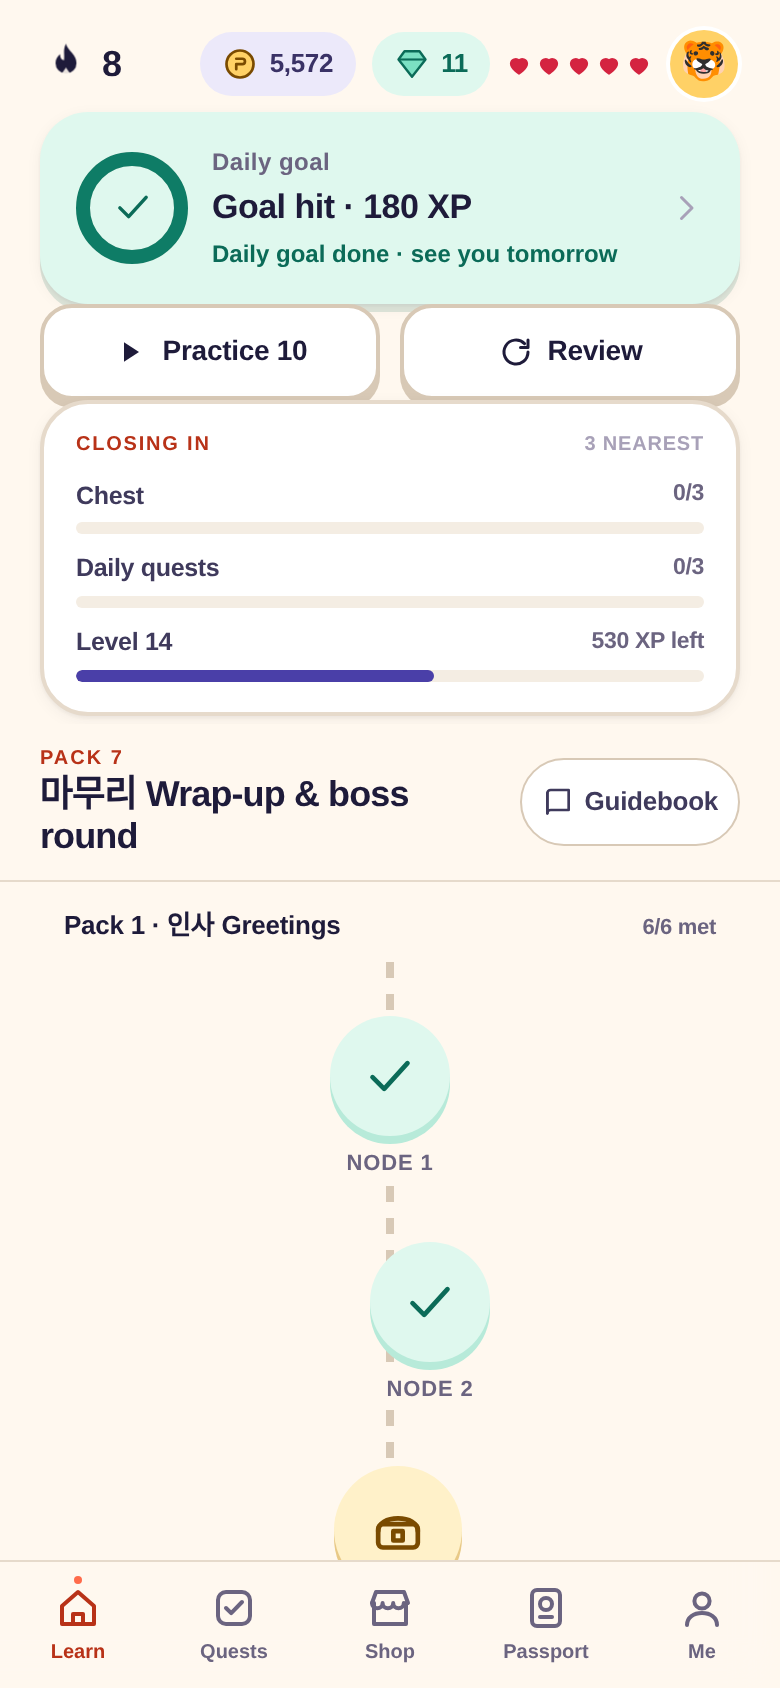 8
5,572
11
Daily goal
Goal hit · 180 XP
Daily goal done · see you tomorrow
Practice 10
Review
CLOSING IN
3 NEAREST
Chest
0/3
Daily quests
0/3
Level 14
530 XP left
PACK 7
마무리 Wrap-up & boss
round
Guidebook
Pack 1 · 인사 Greetings
6/6 met
NODE 1
NODE 2
Learn
Quests
Shop
Passport
Me